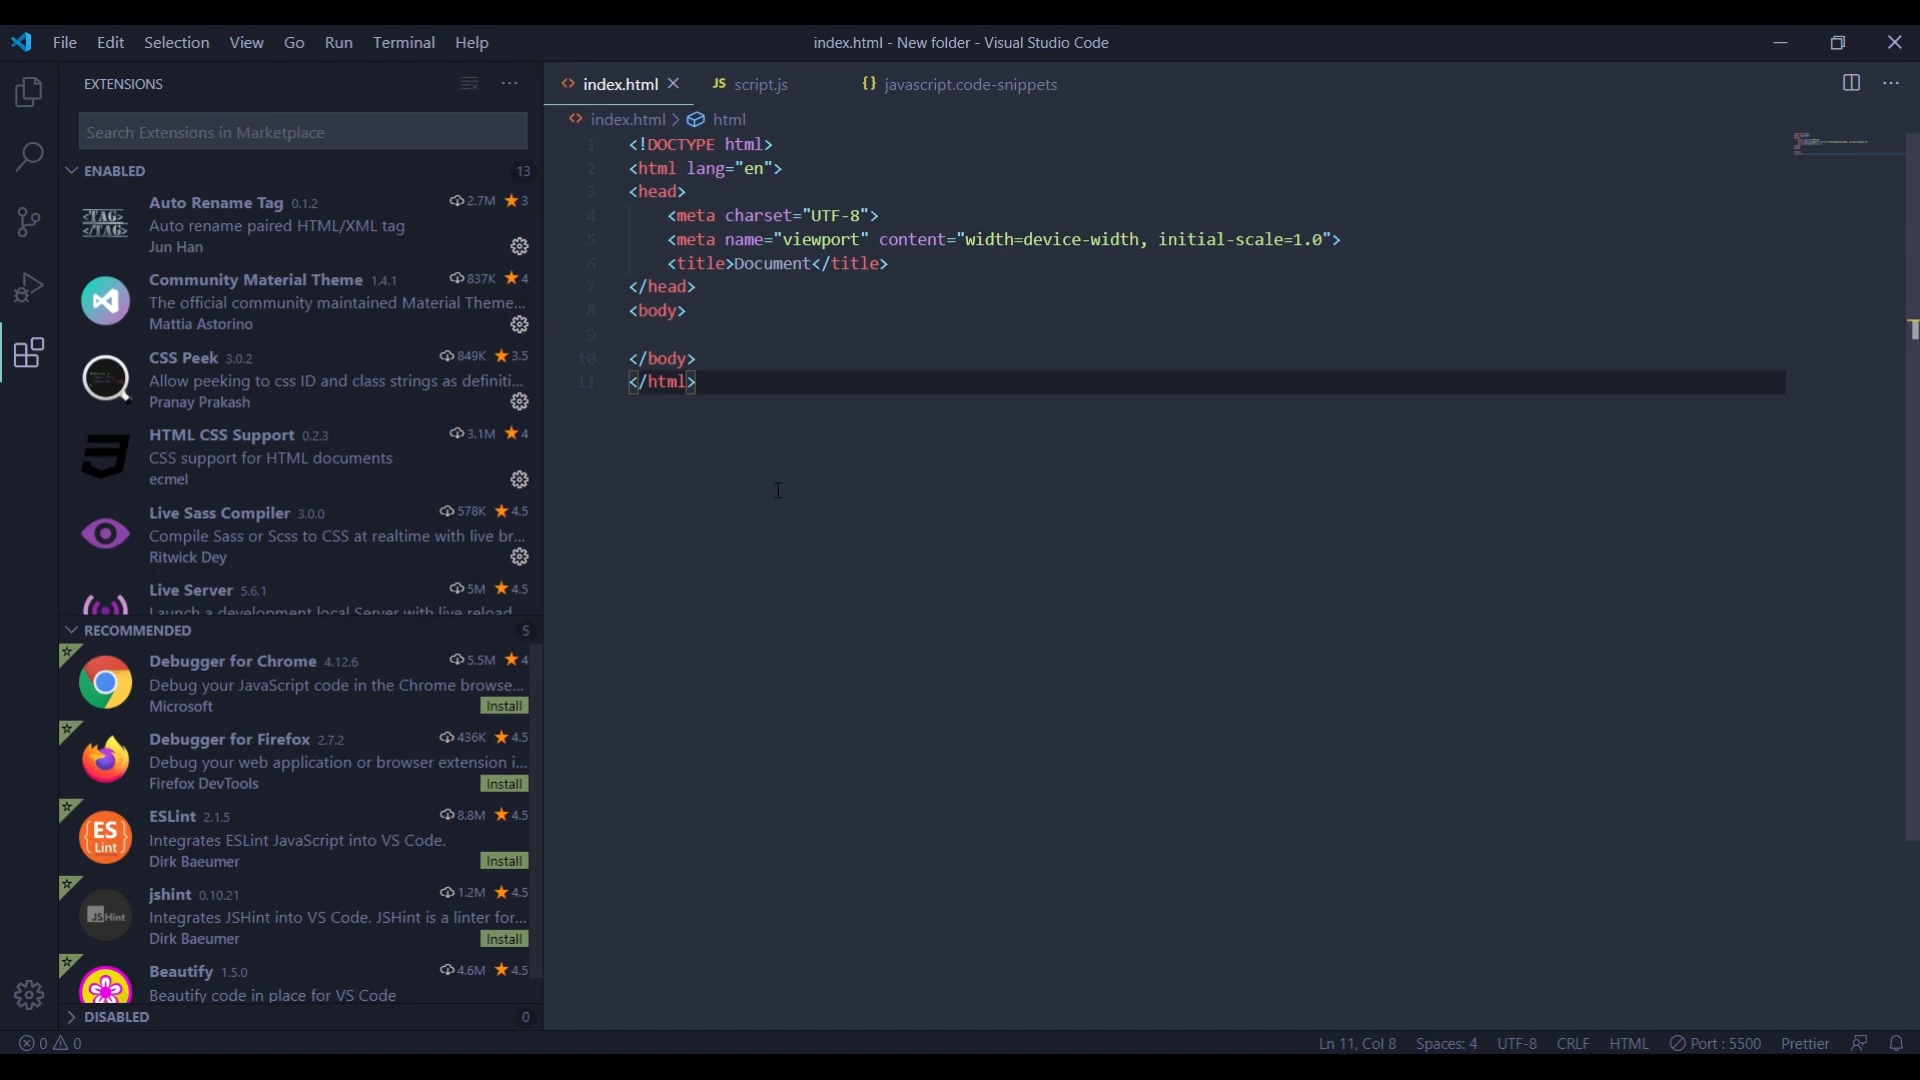 File Edit Selection View Go Run Terminal Help
index.html - New folder - Visual Studio Code
EXTENSIONS
Search Extensions in Marketplace
ENABLED 13
<TAG>
</TAG>
Auto Rename Tag 0.1.2 2.7M 3
Auto rename paired HTML/XML tag
Jun Han
Community Material Theme 1.4.1 837K 4
The official community maintained Material Theme...
Mattia Astorino
CSS Peek 3.0.2 849K 3.5
Allow peeking to css ID and class strings as definiti...
Pranay Prakash
HTML CSS Support 0.2.3 3.1M 4
CSS support for HTML documents
ecmel
Live Sass Compiler 3.0.0 578K 4.5
Compile Sass or Scss to CSS at realtime with live br...
Ritwick Dey
Live Server 5.6.1 5M 4.5
Launch a development local Server with live reload
RECOMMENDED 5
Debugger for Chrome 4.12.6 5.5M 4
Debug your JavaScript code in the Chrome browse...
Microsoft Install
Debugger for Firefox 2.7.2 436K 4.5
Debug your web application or browser extension i...
Firefox DevTools Install
ES
Lint
ESLint 2.1.5 8.8M 4.5
Integrates ESLint JavaScript into VS Code.
Dirk Baeumer Install
JSHint
jshint 0.10.21 1.2M 4.5
Integrates JSHint into VS Code. JSHint is a linter for...
Dirk Baeumer Install
Beautify 1.5.0 4.6M 4.5
Beautify code in place for VS Code
DISABLED 0
index.html JS script.js {} javascript.code-snippets
index.html > html
1 <!DOCTYPE html>
2 <html lang="en">
3 <head>
4 <meta charset="UTF-8">
5 <meta name="viewport" content="width=device-width, initial-scale=1.0">
6 <title>Document</title>
7 </head>
8 <body>
9
10 </body>
11 </html>
0 0
Ln 11, Col 8 Spaces: 4 UTF-8 CRLF HTML Port : 5500 Prettier